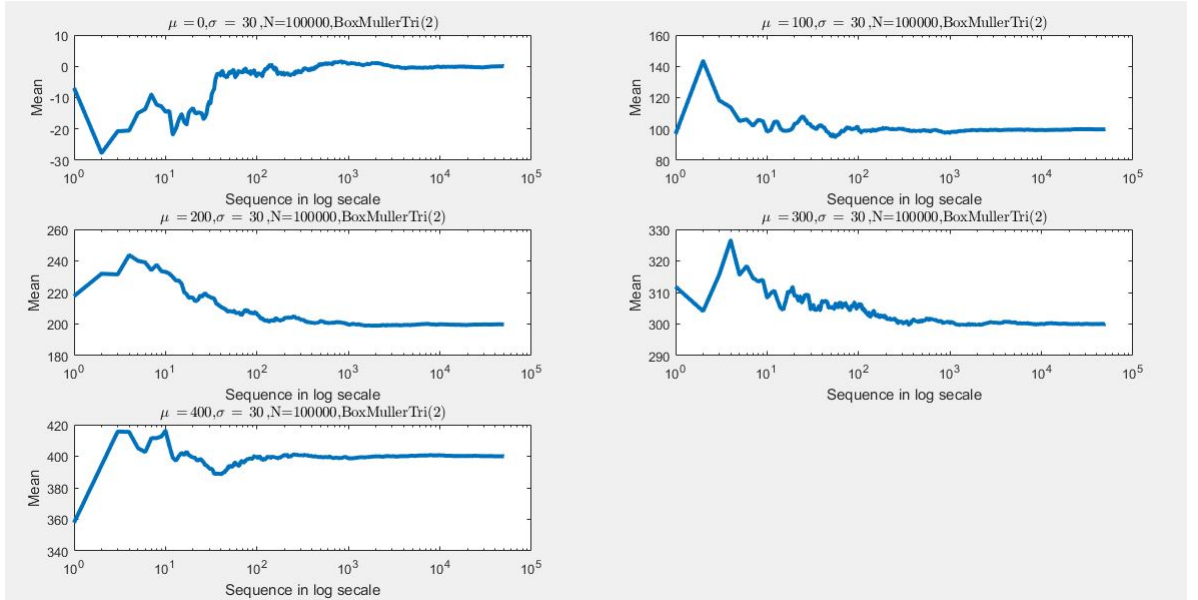 μ =0,σ = 30 ,N=100000,BoxMullerTri(2)
10
0
-10
-20
-30
Mean
10^0 10^1 10^2 10^3 10^4 10^5
Sequence in log secale
μ =100,σ = 30 ,N=100000,BoxMullerTri(2)
160
140
120
100
80
Mean
10^0 10^1 10^2 10^3 10^4 10^5
Sequence in log secale
μ =200,σ = 30 ,N=100000,BoxMullerTri(2)
260
240
220
200
180
Mean
10^0 10^1 10^2 10^3 10^4 10^5
Sequence in log secale
μ =300,σ = 30 ,N=100000,BoxMullerTri(2)
330
320
310
300
290
Mean
10^0 10^1 10^2 10^3 10^4 10^5
Sequence in log secale
μ =400,σ = 30 ,N=100000,BoxMullerTri(2)
420
400
380
360
340
Mean
10^0 10^1 10^2 10^3 10^4 10^5
Sequence in log secale